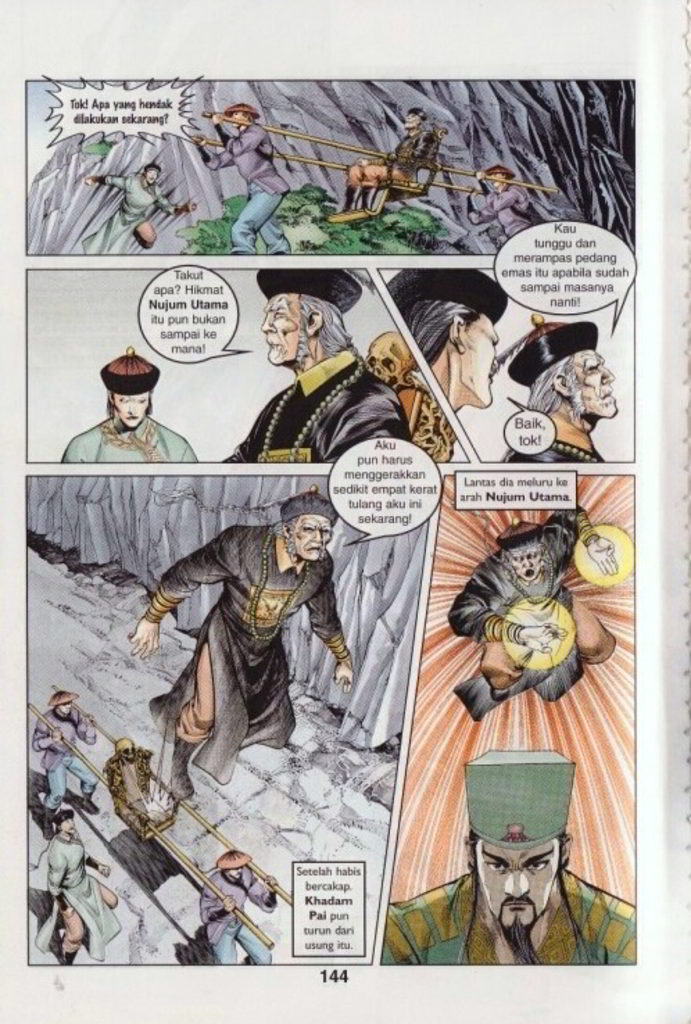 Tok! Apa yang hendak
dilakukan sekarang?
Takut
apa? Hikmat
Nujum Utama
itu pun bukan
sampai ke
mana!
Kau
tunggu dan
merampas pedang
emas itu apabila sudah
sampai masanya
nanti!
Baik,
tok!
Aku
pun harus
menggerakkan
sedikit empat kerat
tulang aku ini
sekarang!
Setelah habis
bercakap.
Khadam
Pai pun
turun dari
usung itu.
Lantas dia meluru ke
arah Nujum Utama.
144